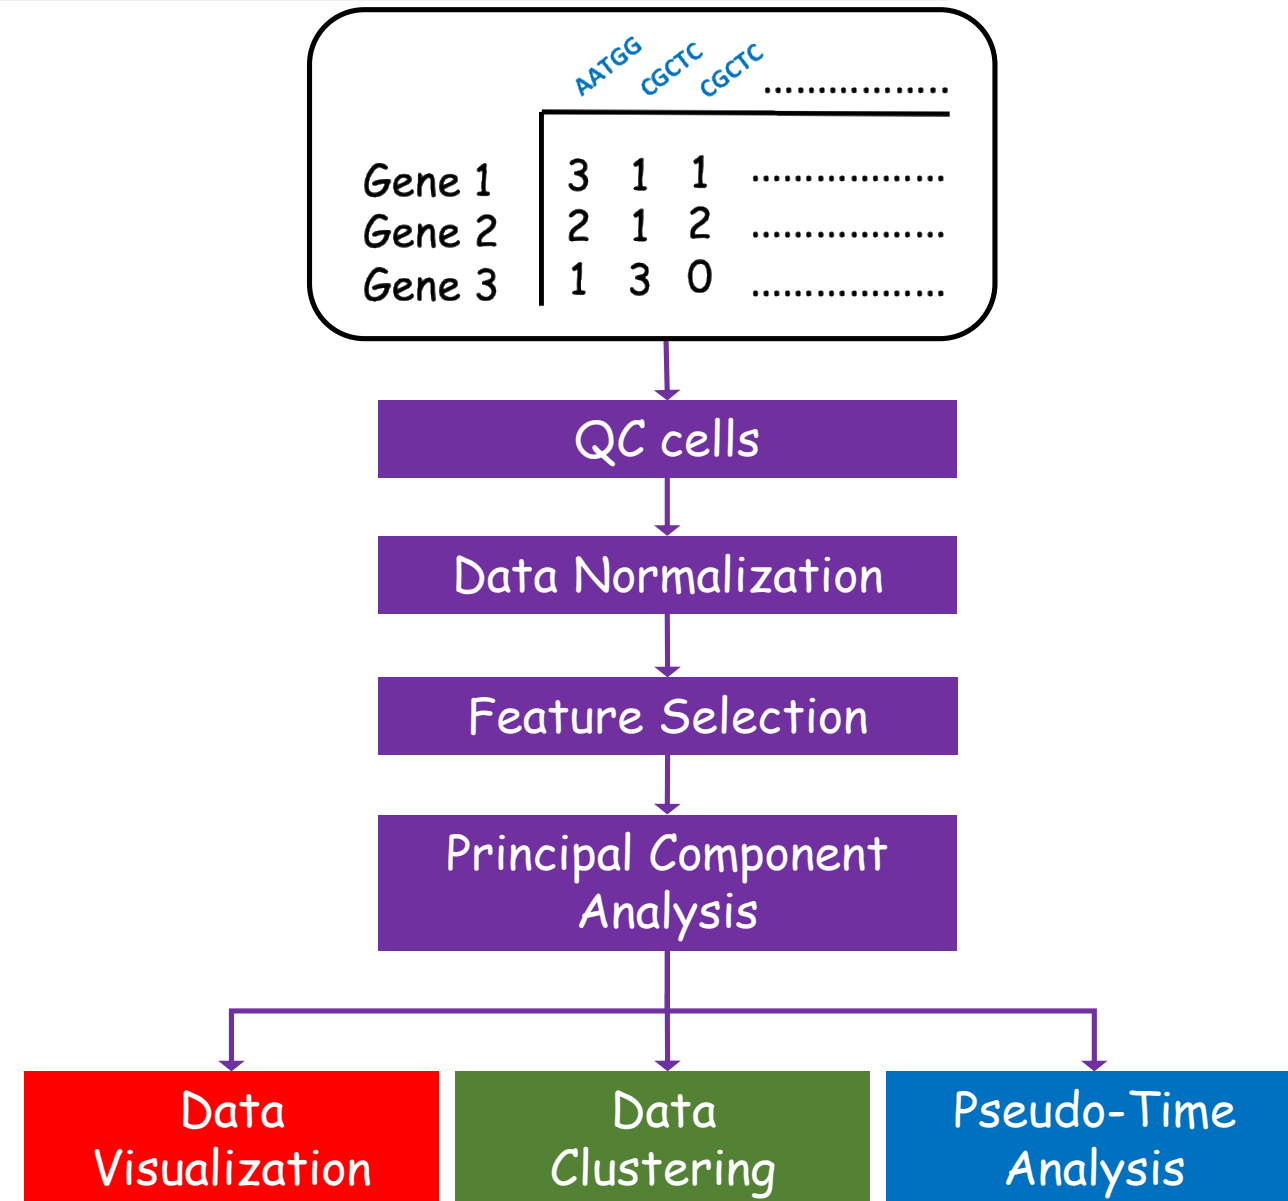 AATGG CGCTC CGCTC ..................
Gene 1 3 1 1 ..................
Gene 2 2 1 2 ..................
Gene 3 1 3 0 ..................
QC cells
Data Normalization
Feature Selection
Principal Component
Analysis
Data
Visualization
Data
Clustering
Pseudo-Time
Analysis